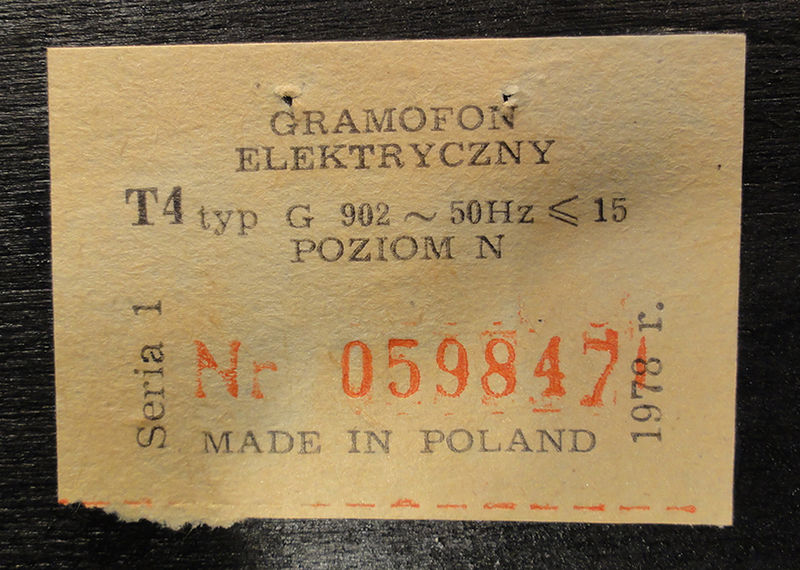 GRAMOFON
ELEKTRYCZNY
T4 typ G 902 ~ 50Hz ⩽ 15
POZIOM N
Seria 1
Nr 059847
1978 r.
MADE IN POLAND